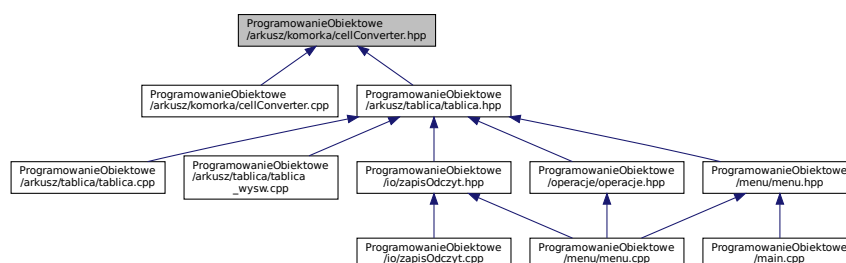 ProgramowanieObiektowe
/arkusz/komorka/cellConverter.hpp
ProgramowanieObiektowe
/arkusz/komorka/cellConverter.cpp
ProgramowanieObiektowe
/arkusz/tablica/tablica.hpp
ProgramowanieObiektowe
/arkusz/tablica/tablica.cpp
ProgramowanieObiektowe
/arkusz/tablica/tablica
_wysw.cpp
ProgramowanieObiektowe
/io/zapisOdczyt.hpp
ProgramowanieObiektowe
/operacje/operacje.hpp
ProgramowanieObiektowe
/menu/menu.hpp
ProgramowanieObiektowe
/io/zapisOdczyt.cpp
ProgramowanieObiektowe
/menu/menu.cpp
ProgramowanieObiektowe
/main.cpp